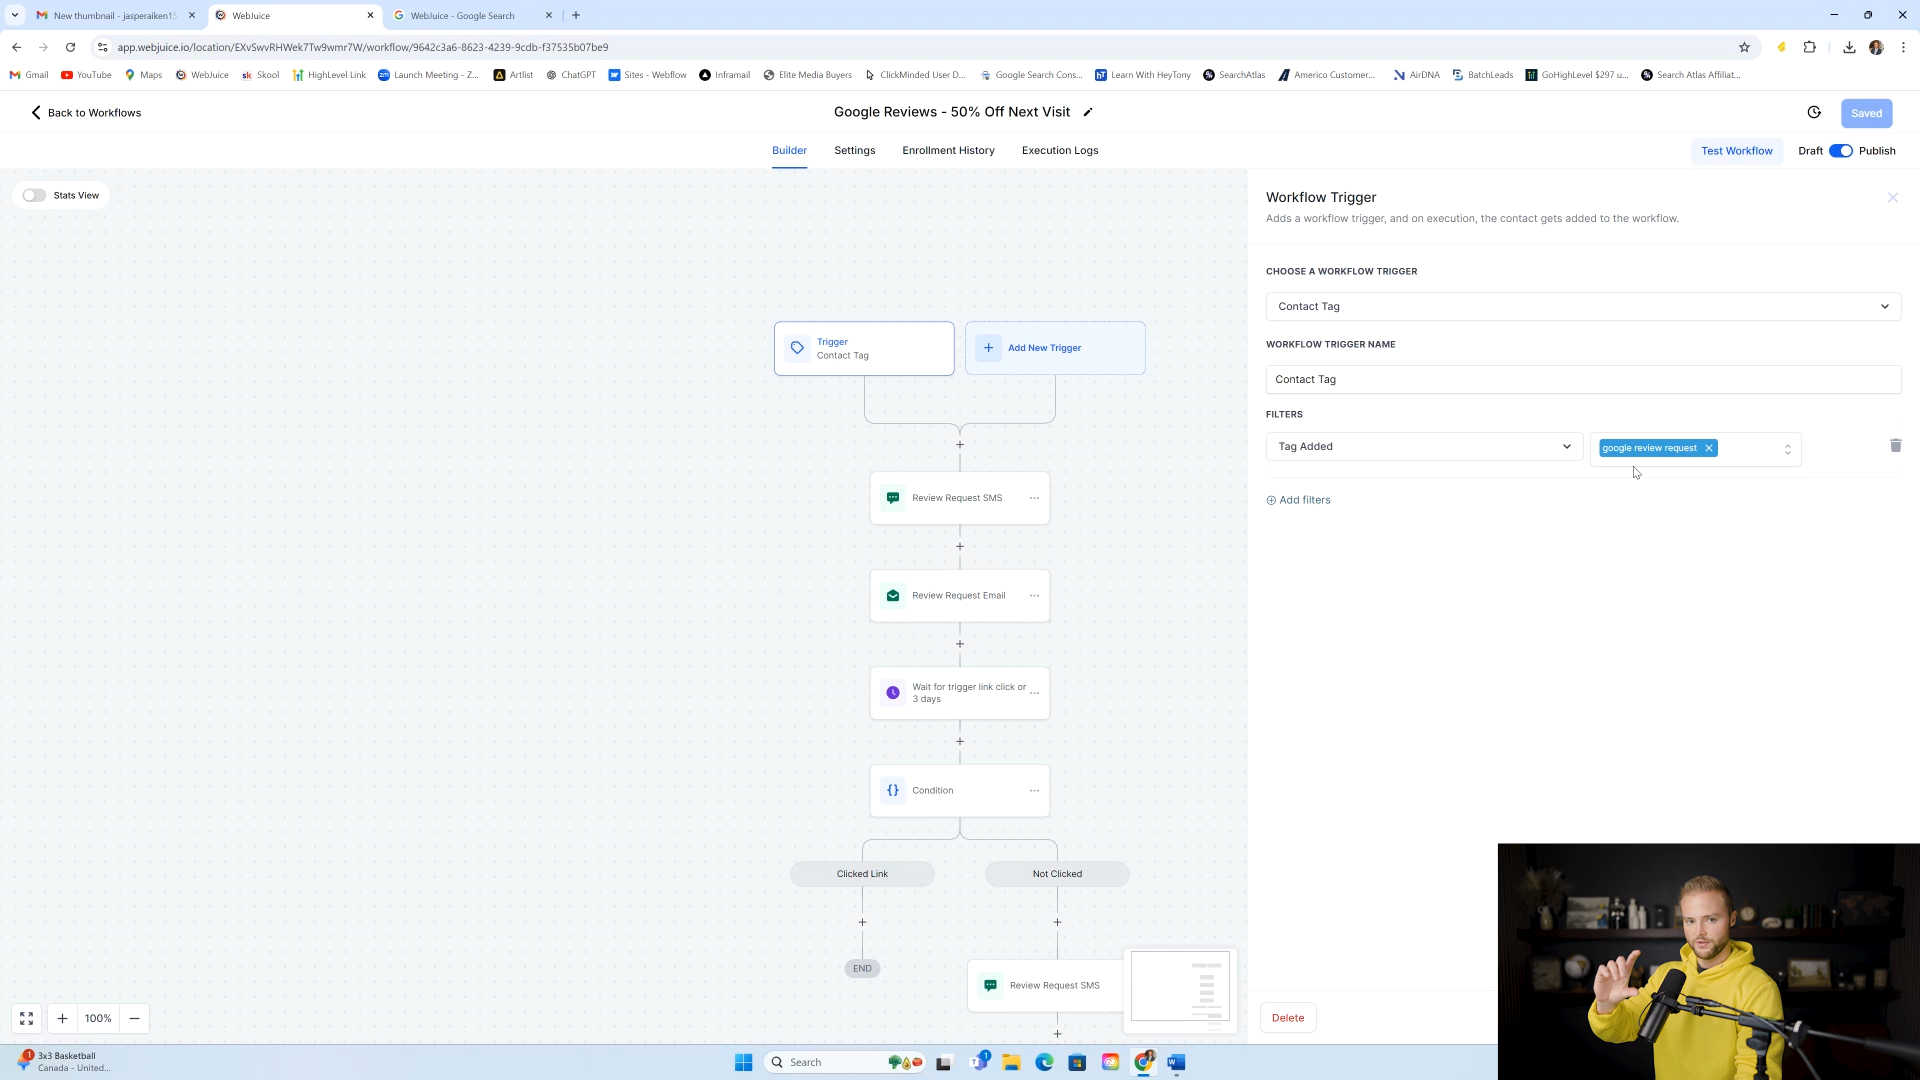 New thumbnail - jasperaiken15
WebJuice
WebJuice - Google Search
app.webjuice.io/location/EXvSwvRHWek7Tw9wmr7W/workflow/9642c3a6-8623-4239-9cdb-f37535b07be9
Gmail
YouTube
Maps
WebJuice
Skool
HighLevel Link
Launch Meeting - Z...
Artlist
ChatGPT
Sites - Webflow
Inframail
Elite Media Buyers
ClickMinded User D...
Google Search Cons...
Learn With HeyTony
SearchAtlas
Americo Customer...
AirDNA
BatchLeads
GoHighLevel $297 u...
Search Atlas Affiliat...
Back to Workflows
Google Reviews - 50% Off Next Visit
Saved
Builder
Settings
Enrollment History
Execution Logs
Test Workflow
Draft
Publish
Stats View
Trigger
Contact Tag
Add New Trigger
Review Request SMS
Review Request Email
Wait for trigger link click or
3 days
Condition
Clicked Link
Not Clicked
END
Review Request SMS
100%
Workflow Trigger
Adds a workflow trigger, and on execution, the contact gets added to the workflow.
CHOOSE A WORKFLOW TRIGGER
Contact Tag
WORKFLOW TRIGGER NAME
Contact Tag
FILTERS
Tag Added
google review request
Add filters
Delete
1
3x3 Basketball
Canada - United...
Search
1